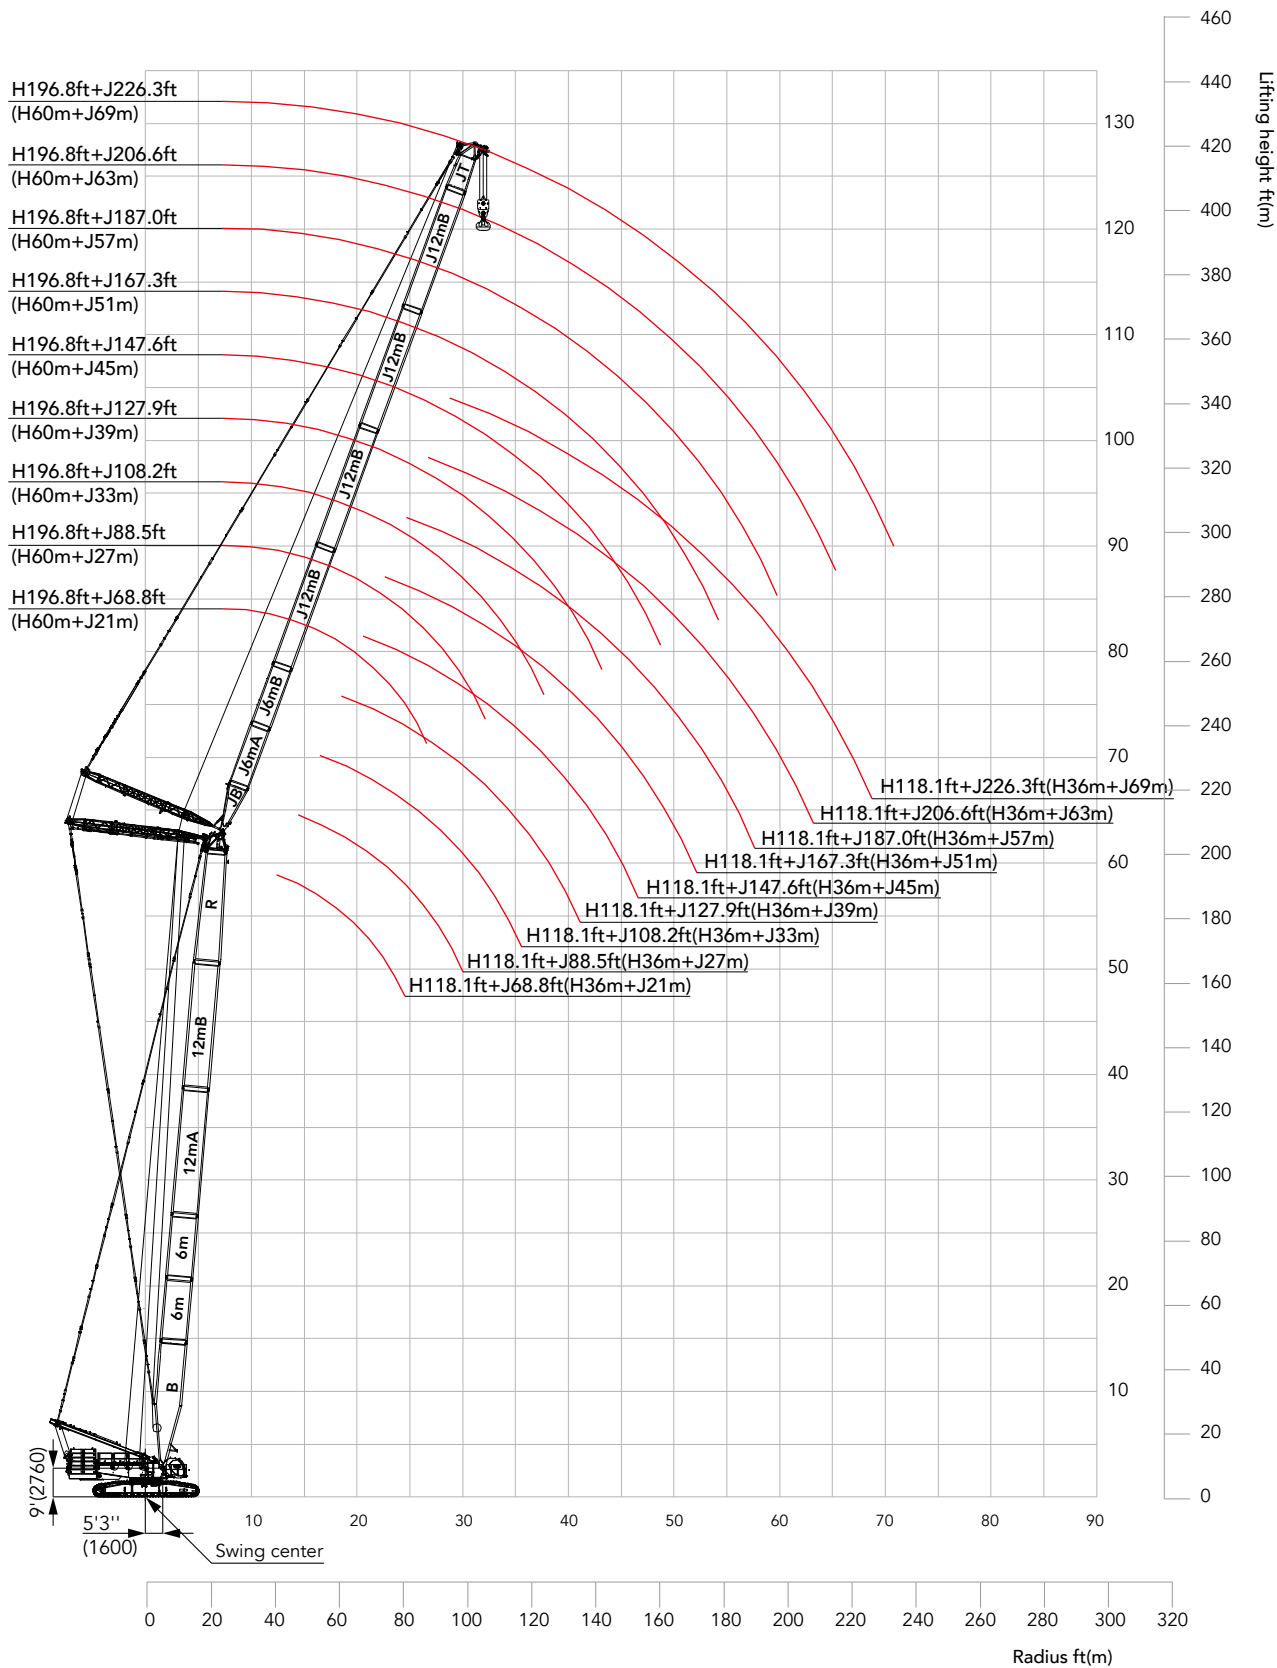 460
440
420
400
380
360
340
320
300
280
260
240
220
200
180
160
140
120
100
80
60
40
20
0
Lifting height ft(m)
130
120
110
100
90
80
70
60
50
40
30
20
10
H196.8ft+J226.3ft
(H60m+J69m)
H196.8ft+J206.6ft
(H60m+J63m)
H196.8ft+J187.0ft
(H60m+J57m)
H196.8ft+J167.3ft
(H60m+J51m)
H196.8ft+J147.6ft
(H60m+J45m)
H196.8ft+J127.9ft
(H60m+J39m)
H196.8ft+J108.2ft
(H60m+J33m)
H196.8ft+J88.5ft
(H60m+J27m)
H196.8ft+J68.8ft
(H60m+J21m)
JT
J12mB
J12mB
J12mB
J12mB
J6mB
J6mA
JB
R
12mB
12mA
6m
6m
B
H118.1ft+J226.3ft(H36m+J69m)
H118.1ft+J206.6ft(H36m+J63m)
H118.1ft+J187.0ft(H36m+J57m)
H118.1ft+J167.3ft(H36m+J51m)
H118.1ft+J147.6ft(H36m+J45m)
H118.1ft+J127.9ft(H36m+J39m)
H118.1ft+J108.2ft(H36m+J33m)
H118.1ft+J88.5ft(H36m+J27m)
H118.1ft+J68.8ft(H36m+J21m)
9'(2760)
5'3''
(1600)
Swing center
10 20 30 40 50 60 70 80 90
0 20 40 60 80 100 120 140 160 180 200 220 240 260 280 300 320
Radius ft(m)